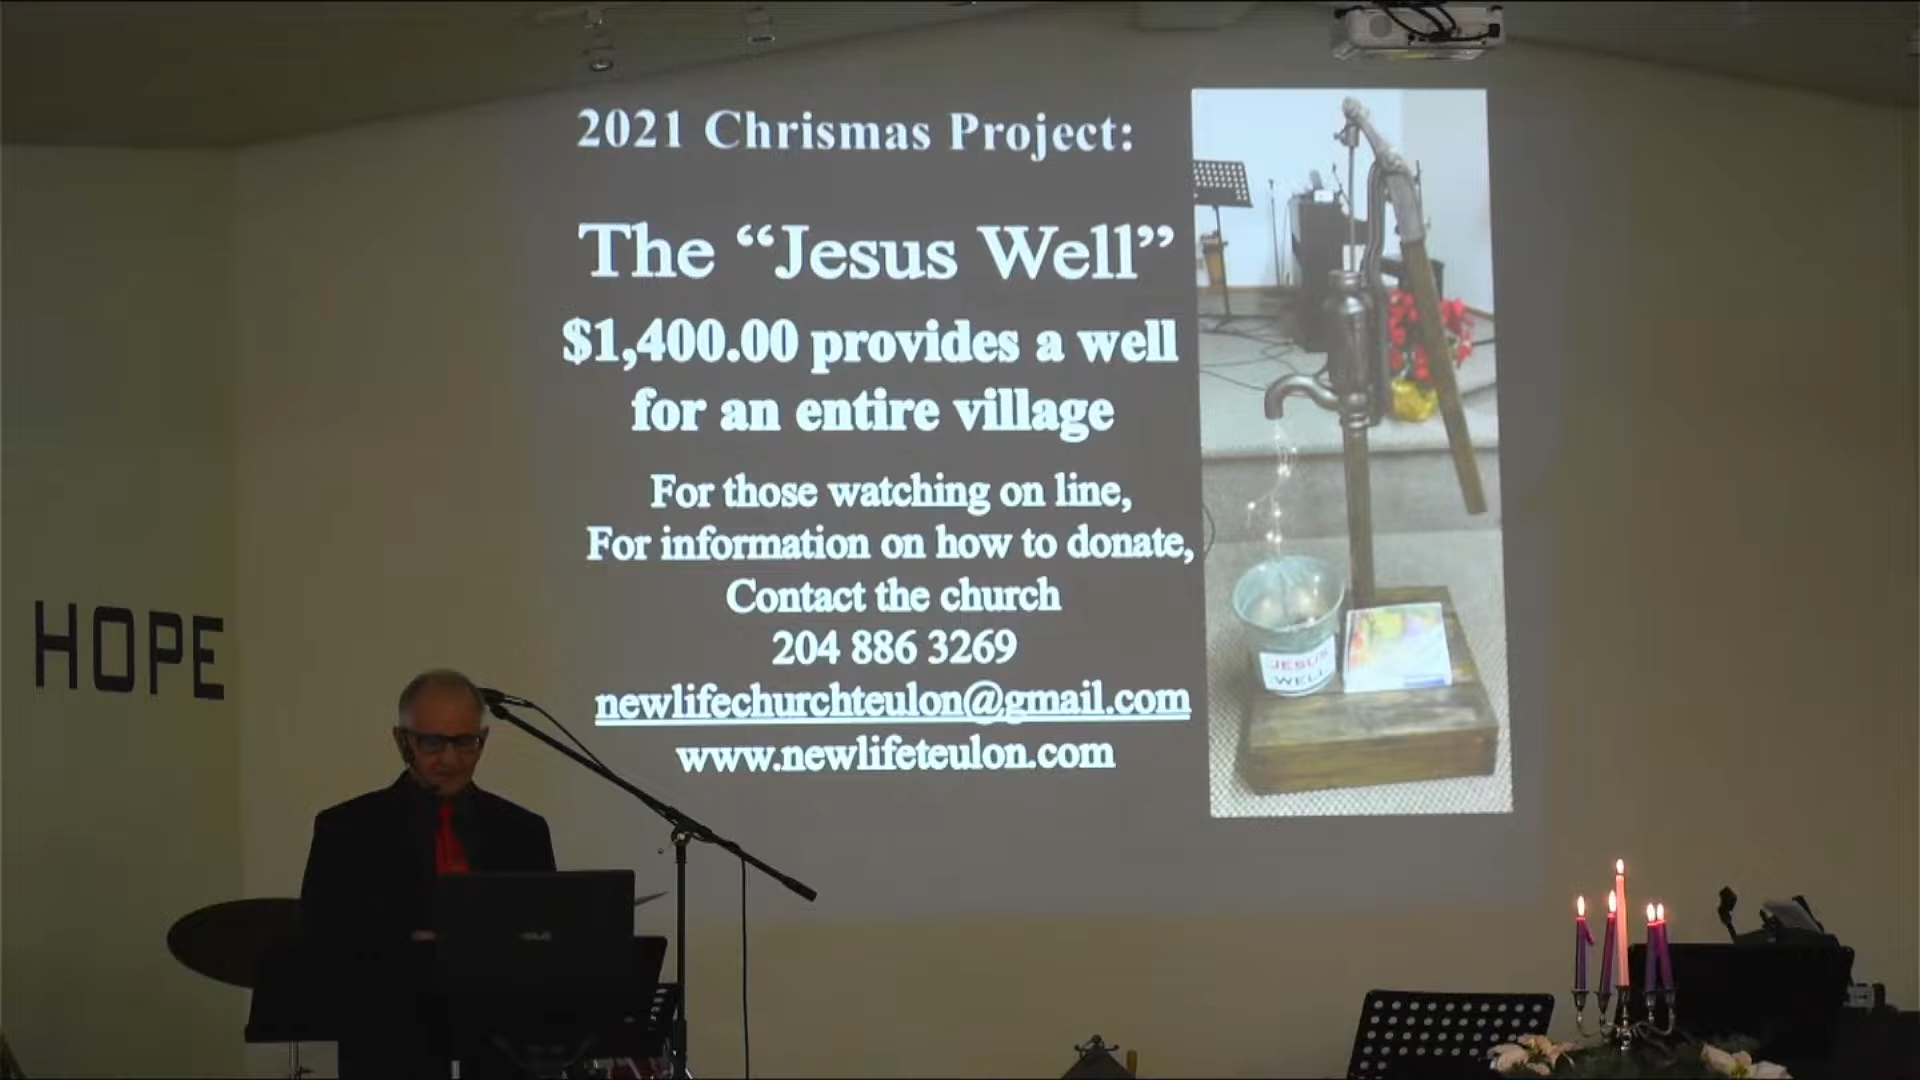 2021 Chrismas Project:
The “Jesus Well”
$1,400.00 provides a well
for an entire village
For those watching on line,
For information on how to donate,
Contact the church
204 886 3269
newlifechurchteulon@gmail.com
www.newlifeteulon.com
JESUS
WELL
HOPE